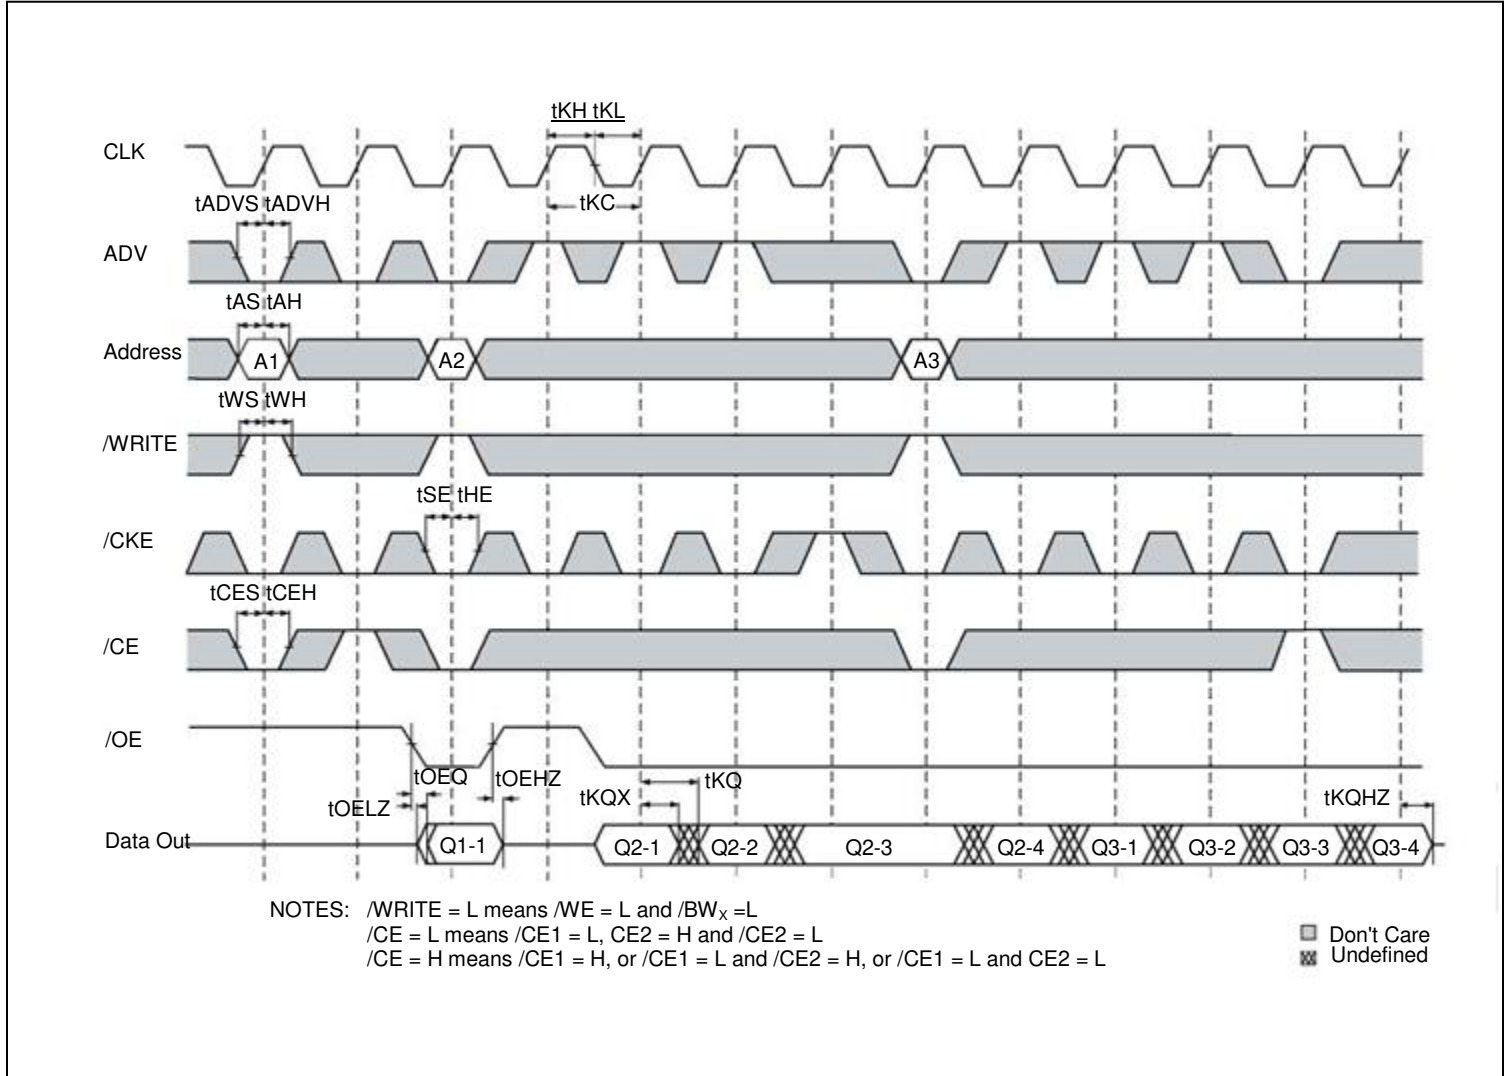 tKH tKL
CLK
tKC
tADVS tADVH
ADV
tAS tAH
Address
A1
A2
A3
tWS tWH
/WRITE
tSE tHE
/CKE
tCES tCEH
/CE
/OE
tOEQ
tOEHZ
tKQ
tOELZ
tKQX
tKQHZ
Data Out
Q1-1
Q2-1
Q2-2
Q2-3
Q2-4
Q3-1
Q3-2
Q3-3
Q3-4
NOTES: /WRITE = L means /WE = L and /BWX =L
/CE = L means /CE1 = L, CE2 = H and /CE2 = L
/CE = H means /CE1 = H, or /CE1 = L and /CE2 = H, or /CE1 = L and CE2 = L
Don't Care
Undefined